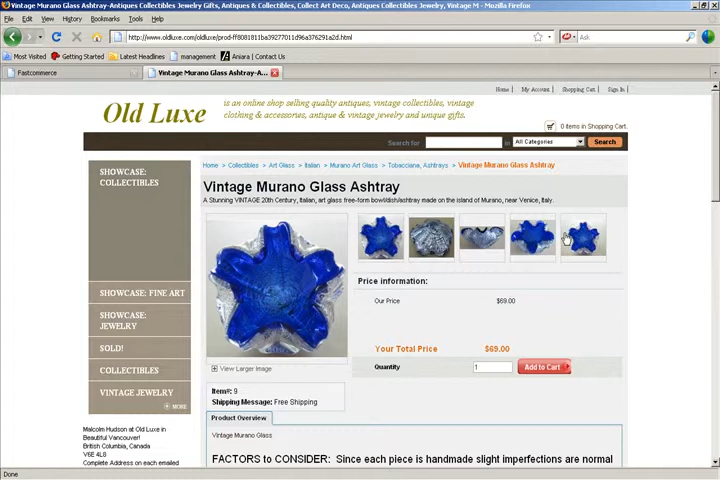 Vintage Murano Glass Ashtray-Antiques Collectibles Jewelry Gifts, Antiques & Collectibles, Collect Art Deco, Antiques Collectibles Jewelry, Vintage M - Mozilla Firefox
File Edit View History Bookmarks Tools Help
http://www.oldluxe.com/oldluxe/prod-ff8081811ba39277011d96a376291a2d.html
Ask
Most Visited Getting Started Latest Headlines management Aniara | Contact Us
Fastcommerce Vintage Murano Glass Ashtray-A...
Home | My Account | Shopping Cart | Sign In |
Old Luxe
is an online shop selling quality antiques, vintage collectibles, vintage
clothing & accessories, antique & vintage jewelry and unique gifts.
0 items in Shopping Cart.
Search for in All Categories Search
SHOWCASE:
COLLECTIBLES
SHOWCASE: FINE ART
SHOWCASE:
JEWELRY
SOLD!
COLLECTIBLES
VINTAGE JEWELRY
MORE
Malcolm Hudson at Old Luxe in
Beautiful Vancouver!
British Columbia, Canada
V6E 4L8
Complete Address on each emailed
Home > Collectibles > Art Glass > Italian > Murano Art Glass > Tobacciana, Ashtrays > Vintage Murano Glass Ashtray
Vintage Murano Glass Ashtray
A Stunning VINTAGE 20th Century, Italian, art glass free-form bowl/dish/ashtray made on the island of Murano, near Venice, Italy.
View Larger Image
Price information:
Our Price $69.00
Your Total Price $69.00
Quantity 1 Add to Cart
Item#: 9
Shipping Message: Free Shipping
Product Overview
Vintage Murano Glass
FACTORS to CONSIDER: Since each piece is handmade slight imperfections are normal
Done